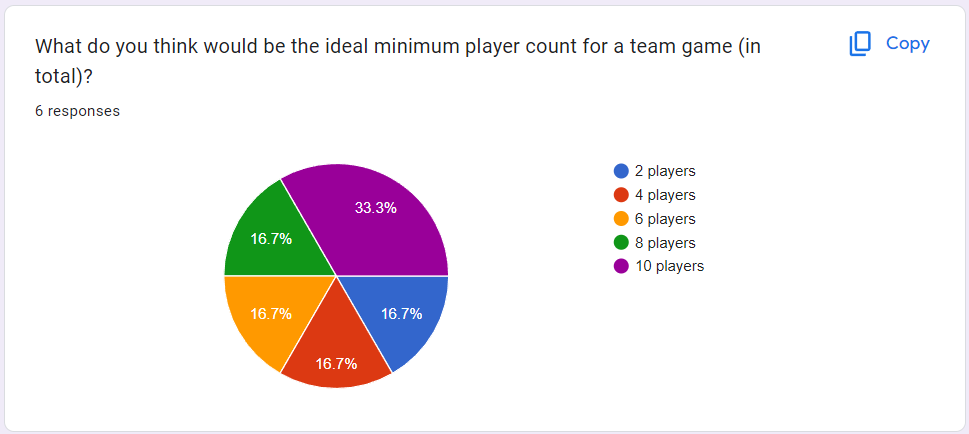 What do you think would be the ideal minimum player count for a team game (in
total)?
Copy
6 responses
33.3%
16.7%
16.7%
16.7%
16.7%
2 players
4 players
6 players
8 players
10 players